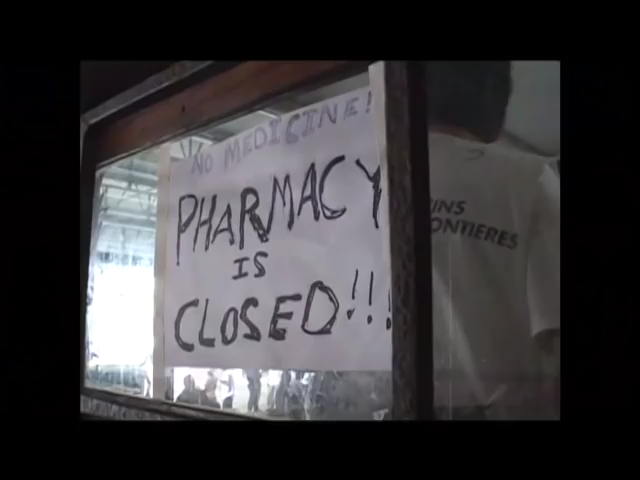 NO MEDICINE!
PHARMACY
IS
CLOSED!!!
INS
ONTIERES